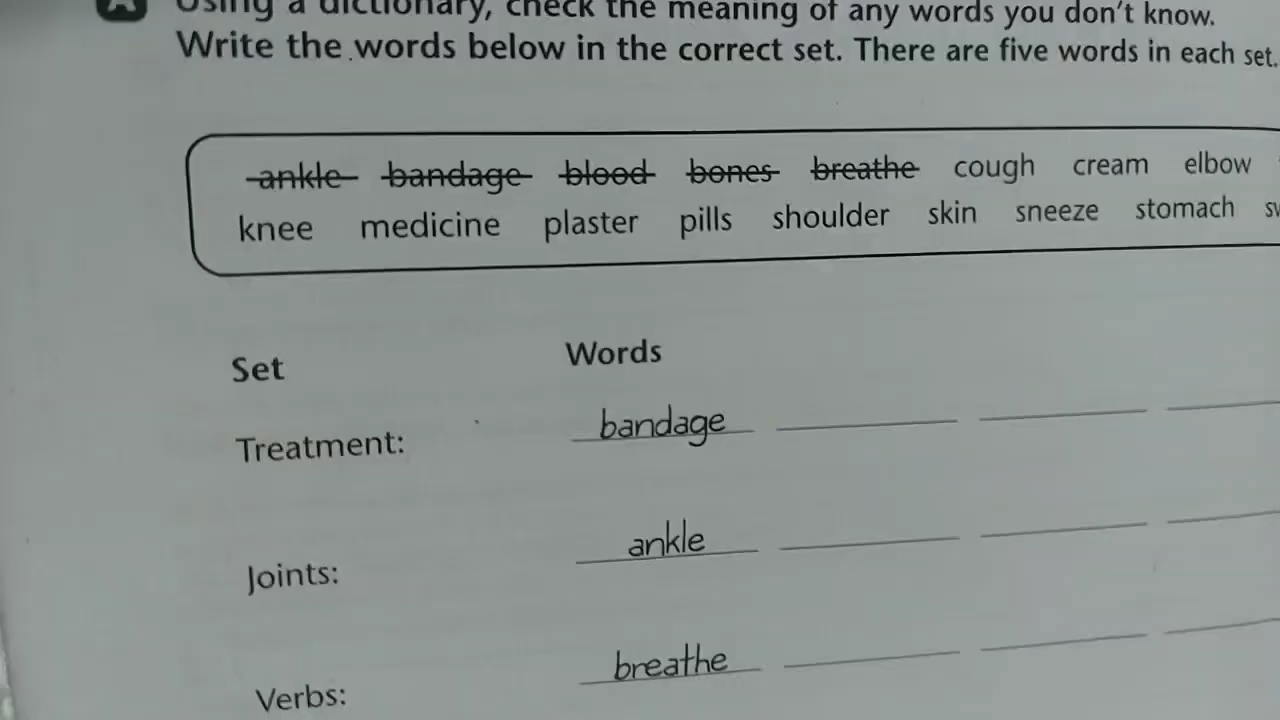 A Using a dictionary, check the meaning of any words you don't know.
Write the words below in the correct set. There are five words in each set.
ankle bandage blood bones breathe cough cream elbow
knee medicine plaster pills shoulder skin sneeze stomach
Set Words
Treatment: bandage
Joints: ankle
Verbs: breathe